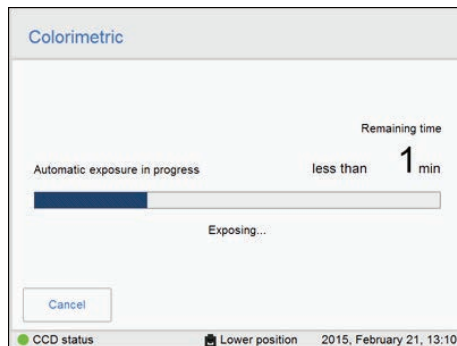 Colorimetric
Remaining time
Automatic exposure in progress
less than 1 min
Exposing...
Cancel
CCD status
Lower position
2015, February 21, 13:10